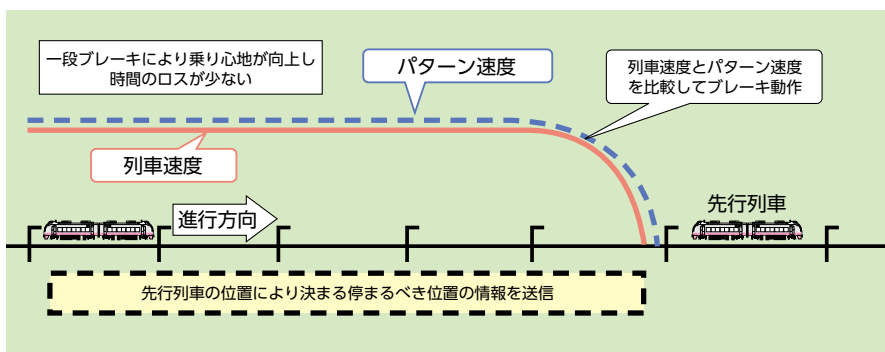 一段ブレーキにより乗り心地が向上し
時間のロスが少ない
パターン速度
列車速度とパターン速度
を比較してブレーキ動作
列車速度
進行方向
先行列車
先行列車の位置により決まる停まるべき位置の情報を送信